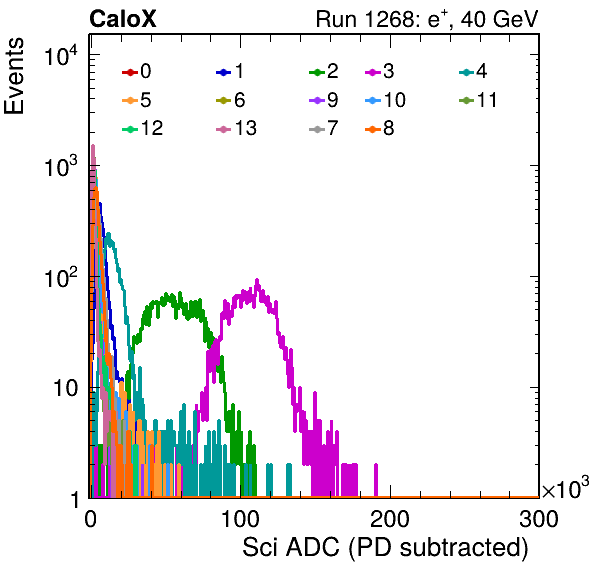 CaloX Run 1268: e⁺, 40 GeV
Events
10⁴
0 1 2 3 4
5 6 9 10 11
12 13 7 8
10³
10²
10
1
0 100 200 300
×10³
Sci ADC (PD subtracted)